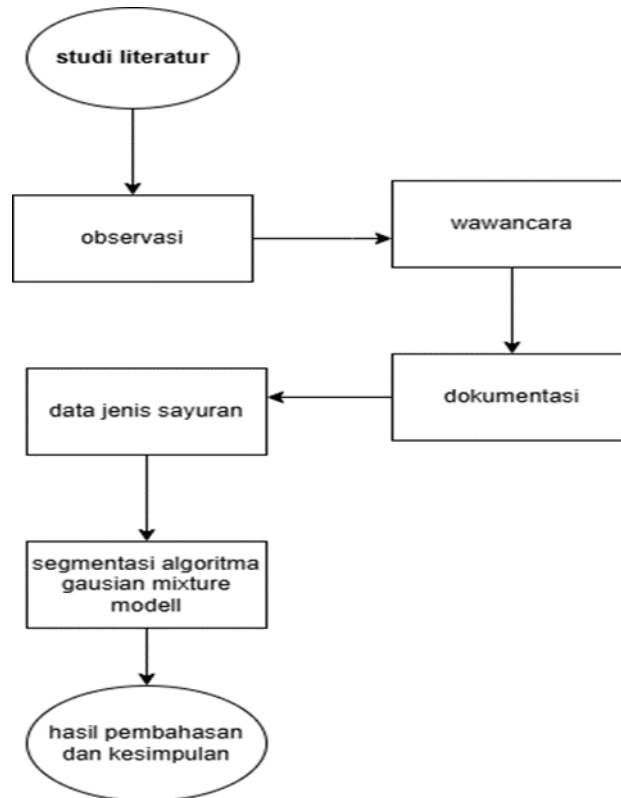 studi literatur
observasi
wawancara
dokumentasi
data jenis sayuran
segmentasi algoritma
gausian mixture
modell
hasil pembahasan
dan kesimpulan